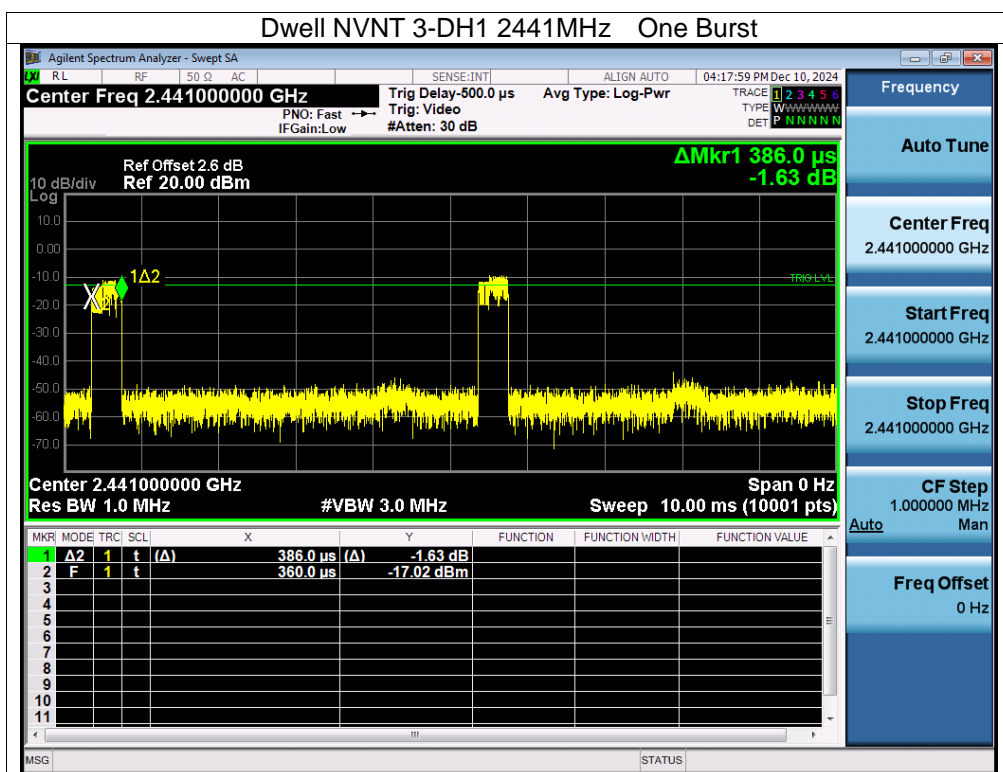 Dwell NVNT 3-DH1 2441MHz One Burst
Agilent Spectrum Analyzer - Swept SA
LXI RL RF 50 Ω AC SENSE:INT ALIGN AUTO 04:17:59 PM Dec 10, 2024
Center Freq 2.441000000 GHz Trig Delay-500.0 µs Avg Type: Log-Pwr TRACE 1 2 3 4 5 6
PNO: Fast Trig: Video TYPE WWWWWW
IFGain:Low #Atten: 30 dB DET P N N N N N
ΔMkr1 386.0 µs
Ref Offset 2.6 dB
10 dB/div Ref 20.00 dBm -1.63 dB
Log
10.0
0.00
-10.0
1Δ2
TRIG LVL
-20.0
X2
-30.0
-40.0
-50.0
-60.0
-70.0
Center 2.441000000 GHz Span 0 Hz
Res BW 1.0 MHz #VBW 3.0 MHz Sweep 10.00 ms (10001 pts)
MKR MODE TRC SCL X Y FUNCTION FUNCTION WIDTH FUNCTION VALUE
1 Δ2 1 t (Δ) 386.0 µs (Δ) -1.63 dB
2 F 1 t 360.0 µs -17.02 dBm
3
4
5
6
7
8
9
10
11
MSG STATUS
Frequency
Auto Tune
Center Freq
2.441000000 GHz
Start Freq
2.441000000 GHz
Stop Freq
2.441000000 GHz
CF Step
1.000000 MHz
Auto Man
Freq Offset
0 Hz